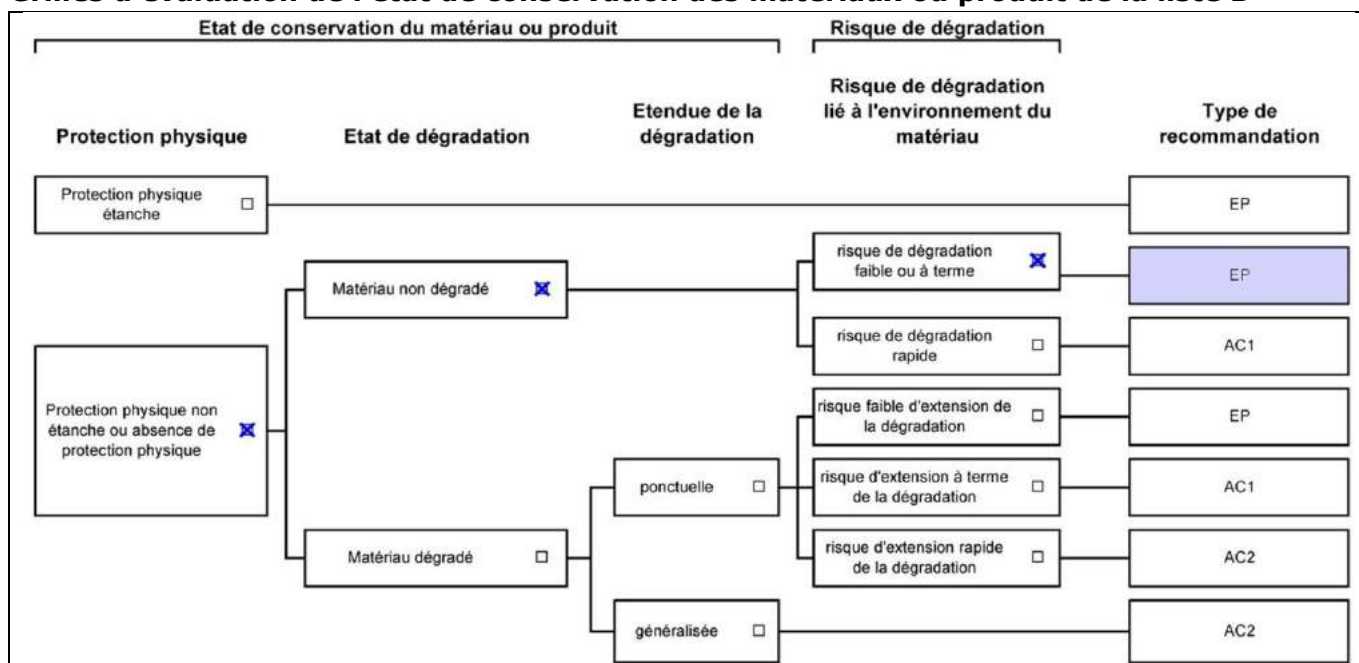 Grilles d'évaluation de l'état de conservation des matériaux ou produit de la liste B
Etat de conservation du matériau ou produit
Risque de dégradation
Protection physique
Etat de dégradation
Etendue de la
dégradation
Risque de dégradation
lié à l'environnement du
matériau
Type de
recommandation
Protection physique
étanche
EP
risque de dégradation
faible ou à terme
EP
Matériau non dégradé
risque de dégradation
rapide
AC1
Protection physique non
étanche ou absence de
protection physique
risque faible d'extension de
la dégradation
EP
ponctuelle
risque d'extension à terme
de la dégradation
AC1
Matériau dégradé
risque d'extension rapide
de la dégradation
AC2
généralisée
AC2